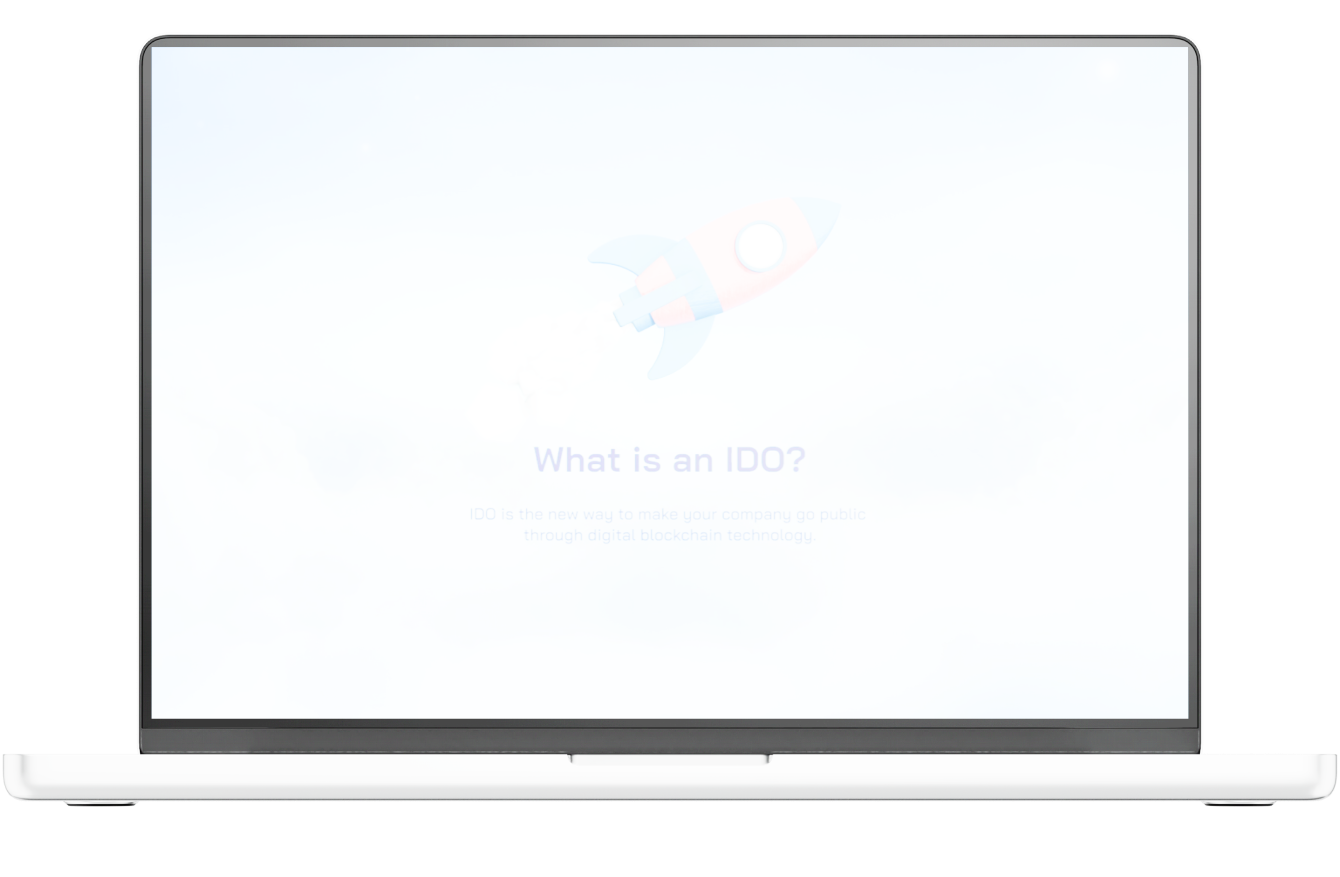 What is an IDO?
IDO is the new way to make your company go public
through digital blockchain technology.